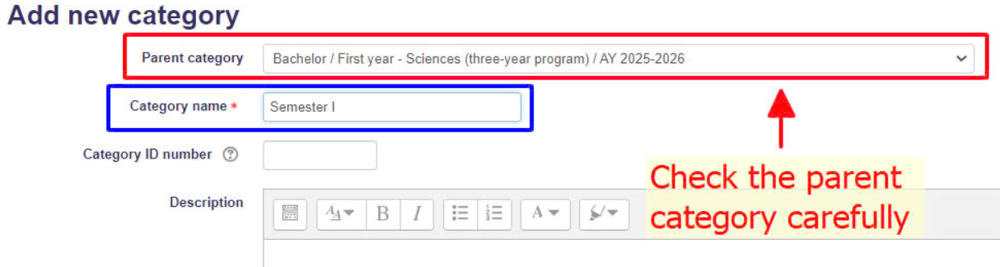 Add new category
Parent category Bachelor / First year - Sciences (three-year program) / AY 2025-2026
Category name * Semester I
Category ID number ?
Description
AA B I A
Check the parent
category carefully